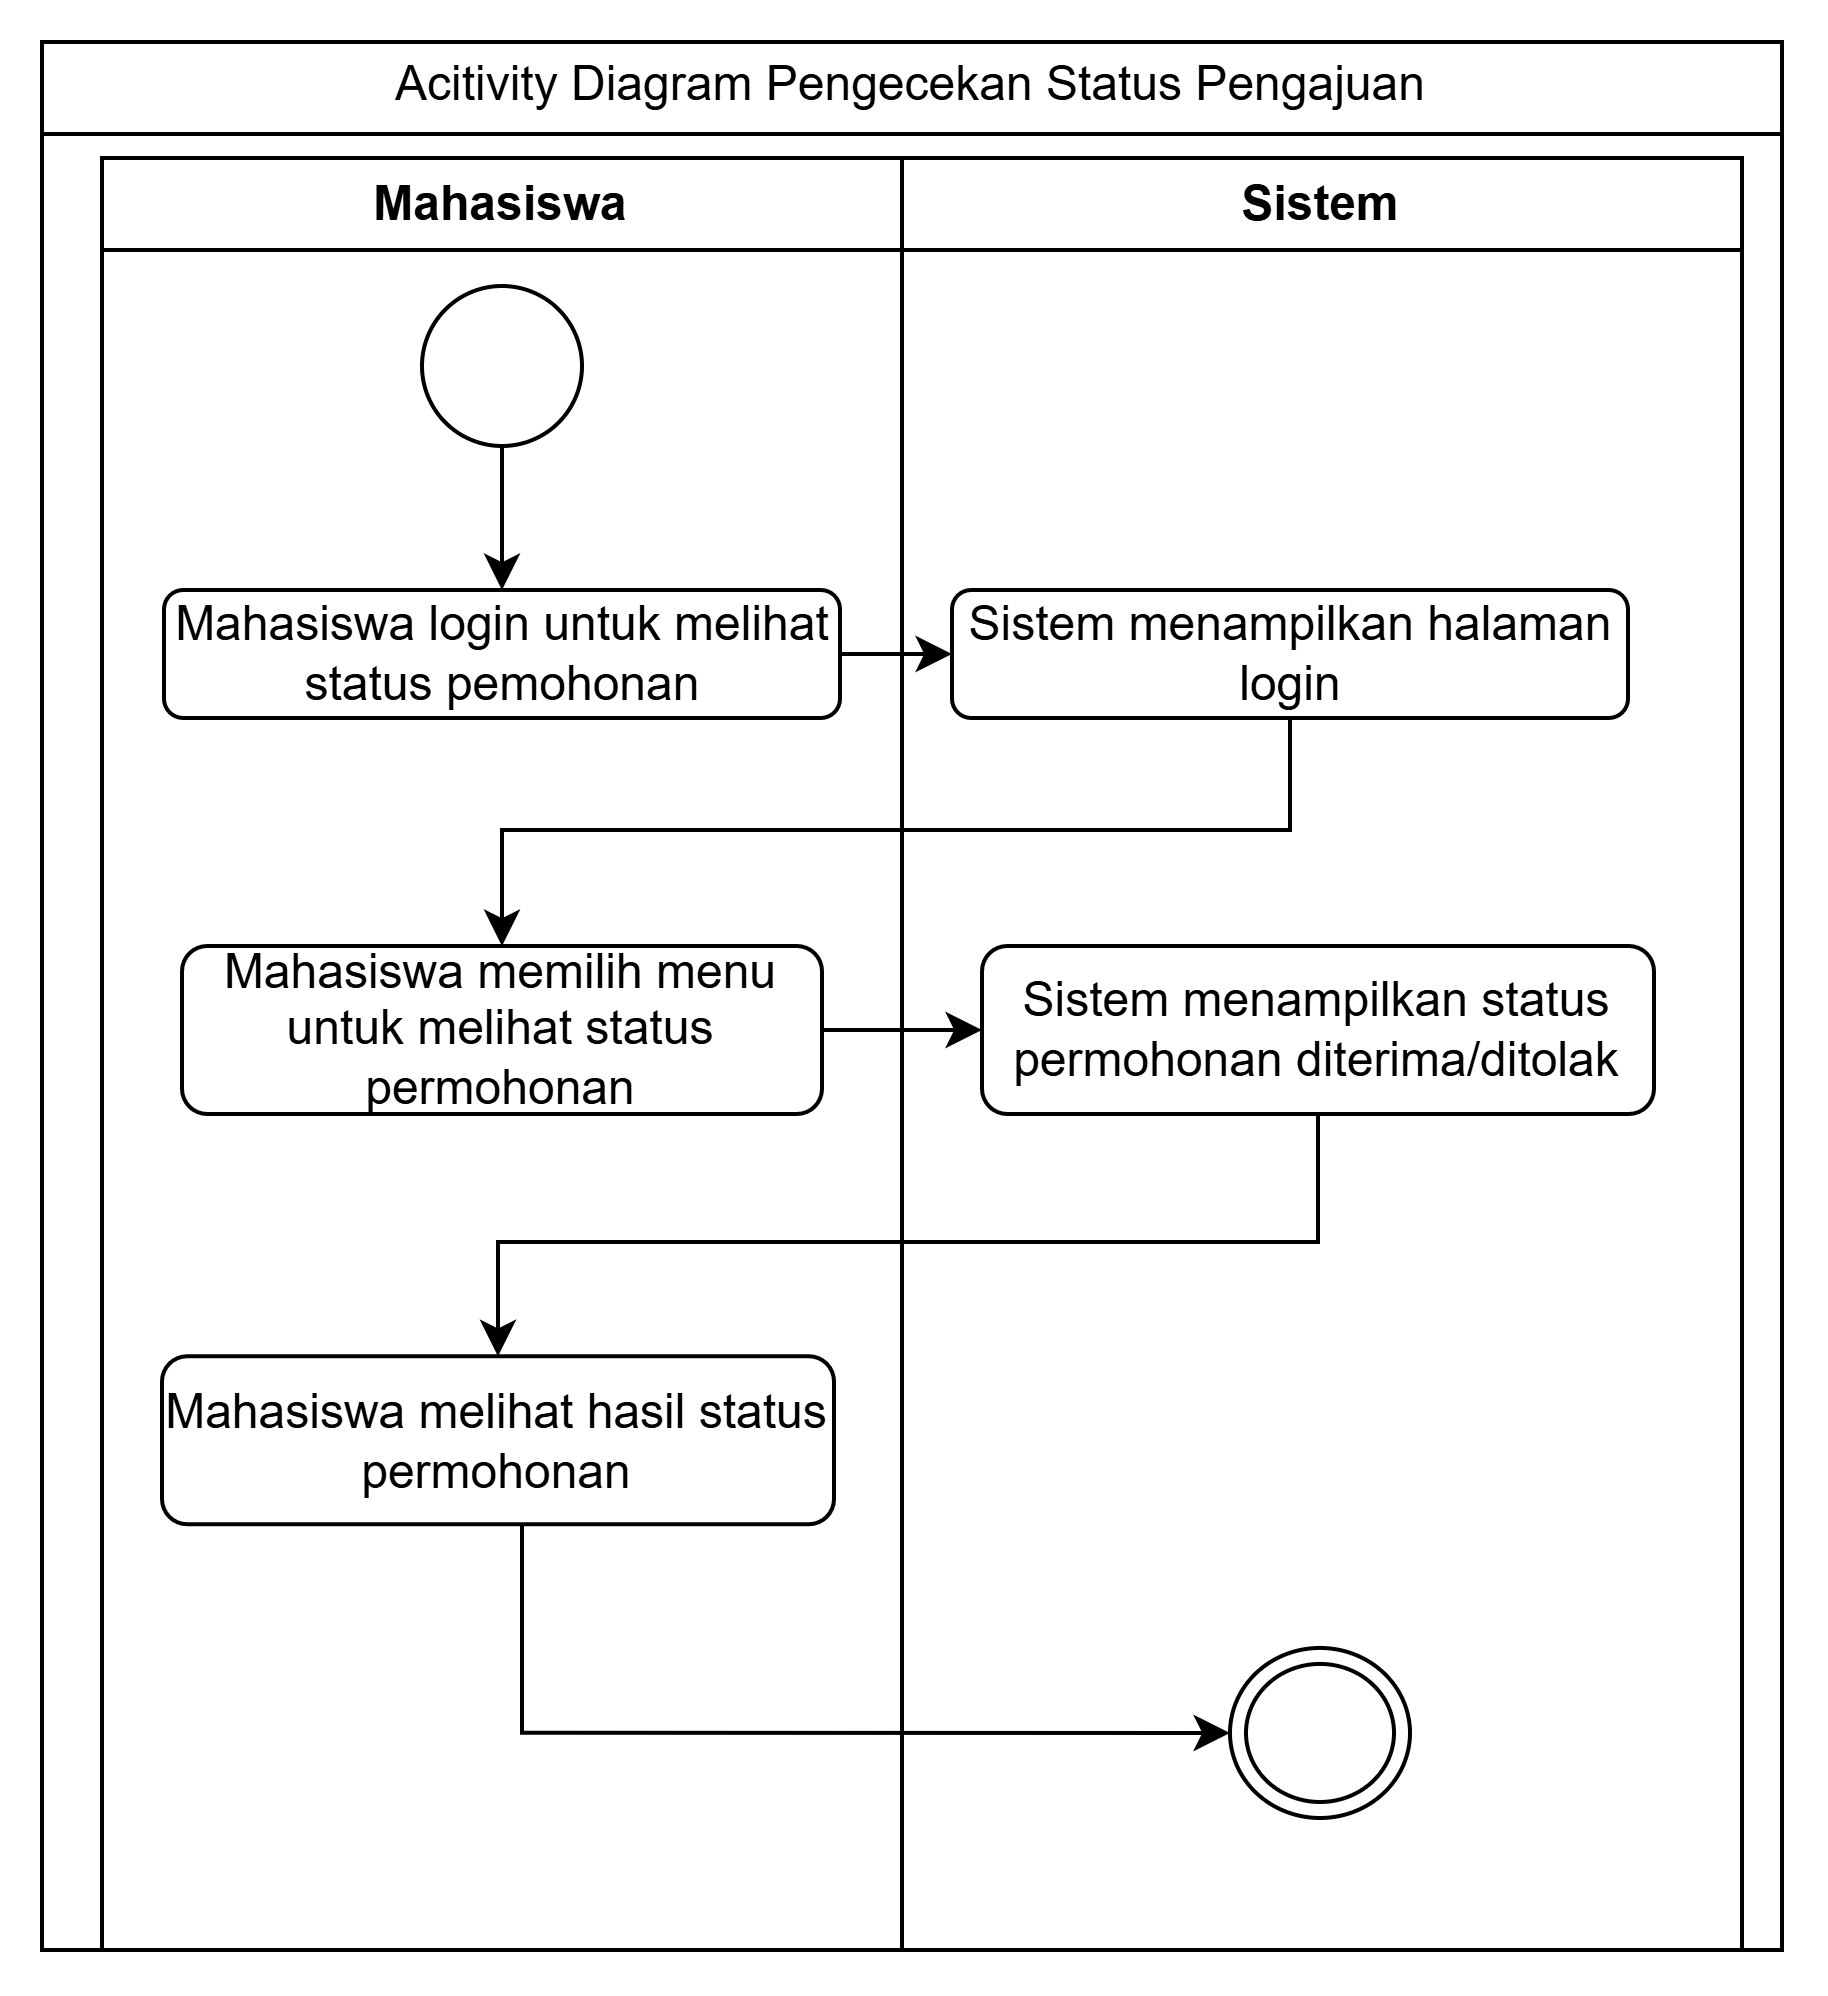 Acitivity Diagram Pengecekan Status Pengajuan
Mahasiswa
Sistem
Mahasiswa login untuk melihat
status pemohonan
Sistem menampilkan halaman
login
Mahasiswa memilih menu
untuk melihat status
permohonan
Sistem menampilkan status
permohonan diterima/ditolak
Mahasiswa melihat hasil status
permohonan